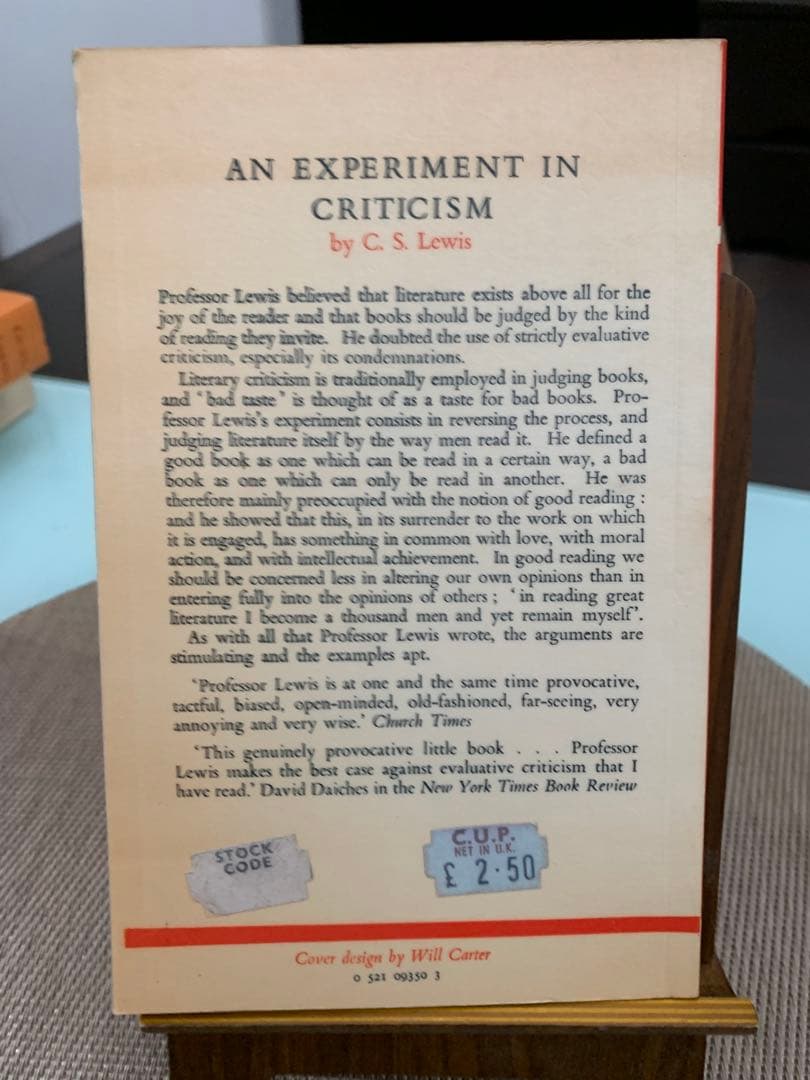 AN EXPERIMENT IN
CRITICISM
by C. S. Lewis
Professor Lewis believed that literature exists above all for the
joy of the reader and that books should be judged by the kind
of reading they invite. He doubted the use of strictly evaluative
criticism, especially its condemnations.
Literary criticism is traditionally employed in judging books,
and ‘bad taste’ is thought of as a taste for bad books. Pro-
fessor Lewis's experiment consists in reversing the process, and
judging literature itself by the way men read it. He defined a
good book as one which can be read in a certain way, a bad
book as one which can only be read in another. He was
therefore mainly preoccupied with the notion of good reading :
and he showed that this, in its surrender to the work on which
it is engaged, has something in common with love, with moral
action, and with intellectual achievement. In good reading we
should be concerned less in altering our own opinions than in
entering fully into the opinions of others ; ‘in reading great
literature I become a thousand men and yet remain myself’.
As with all that Professor Lewis wrote, the arguments are
stimulating and the examples apt.
‘Professor Lewis is at one and the same time provocative,
tactful, biased, open-minded, old-fashioned, far-seeing, very
annoying and very wise.’ Church Times
‘This genuinely provocative little book . . . Professor
Lewis makes the best case against evaluative criticism that I
have read.’ David Daiches in the New York Times Book Review
STOCK
CODE
C.U.P.
NET IN U.K.
£ 2·50
Cover design by Will Carter
0 521 09350 3